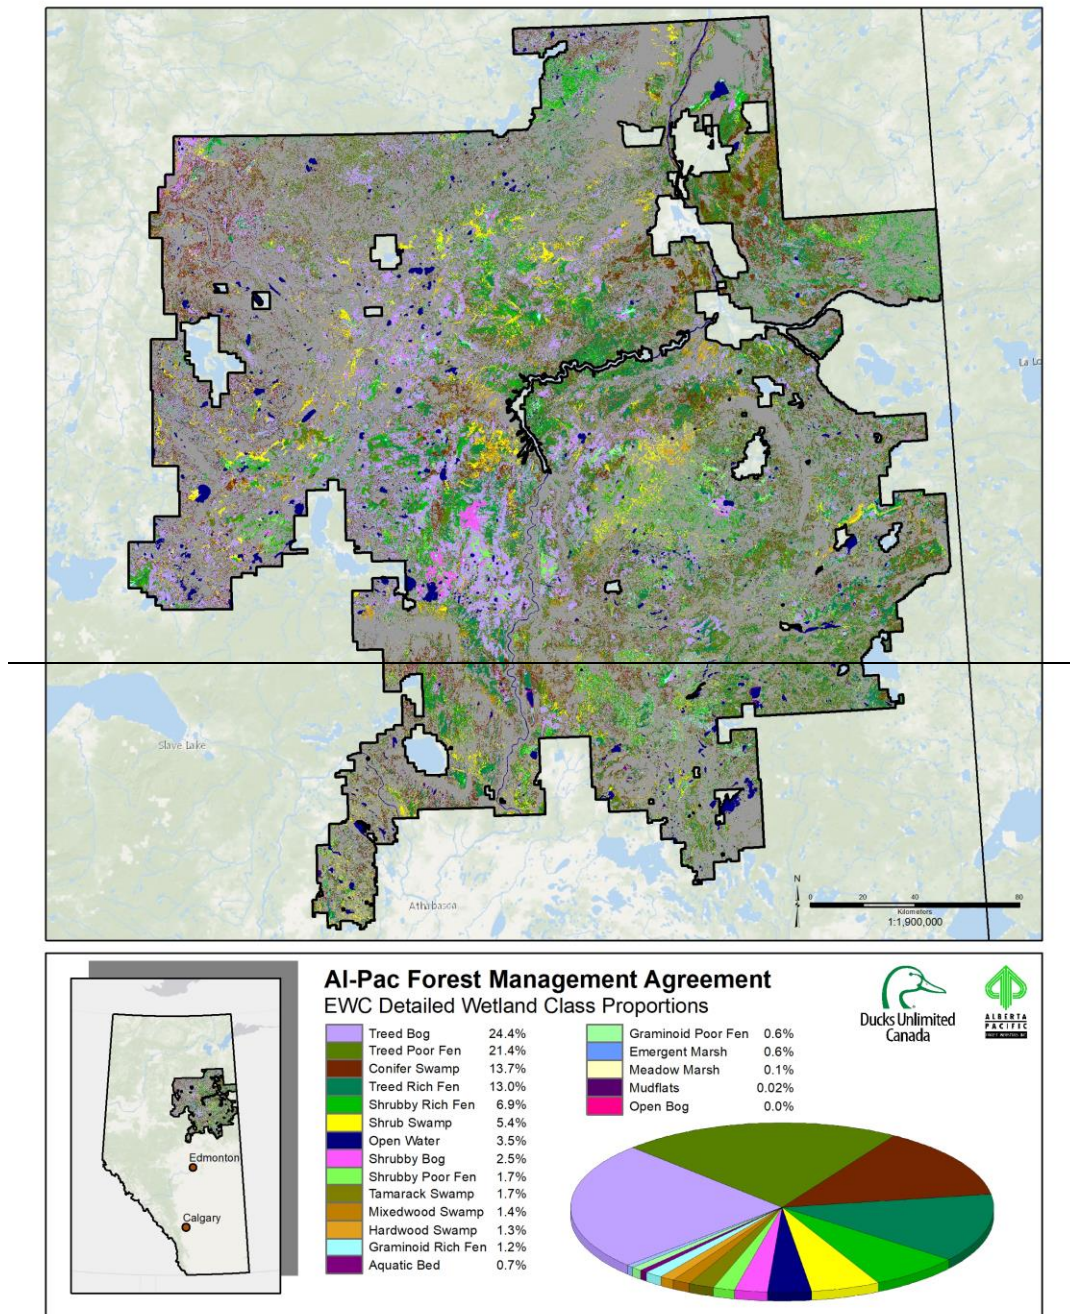 La Lo
Slave Lake
Athabasca
N
0 20 40 60 80
Kilometers
1:1,900,000
Al-Pac Forest Management Agreement
EWC Detailed Wetland Class Proportions
Treed Bog 24.4%
Treed Poor Fen 21.4%
Conifer Swamp 13.7%
Treed Rich Fen 13.0%
Shrubby Rich Fen 6.9%
Shrub Swamp 5.4%
Open Water 3.5%
Shrubby Bog 2.5%
Shrubby Poor Fen 1.7%
Tamarack Swamp 1.7%
Mixedwood Swamp 1.4%
Hardwood Swamp 1.3%
Graminoid Rich Fen 1.2%
Aquatic Bed 0.7%
Graminoid Poor Fen 0.6%
Emergent Marsh 0.6%
Meadow Marsh 0.1%
Mudflats 0.02%
Open Bog 0.0%
Ducks Unlimited
Canada
ALBERTA
PACIFIC
Edmonton
Calgary